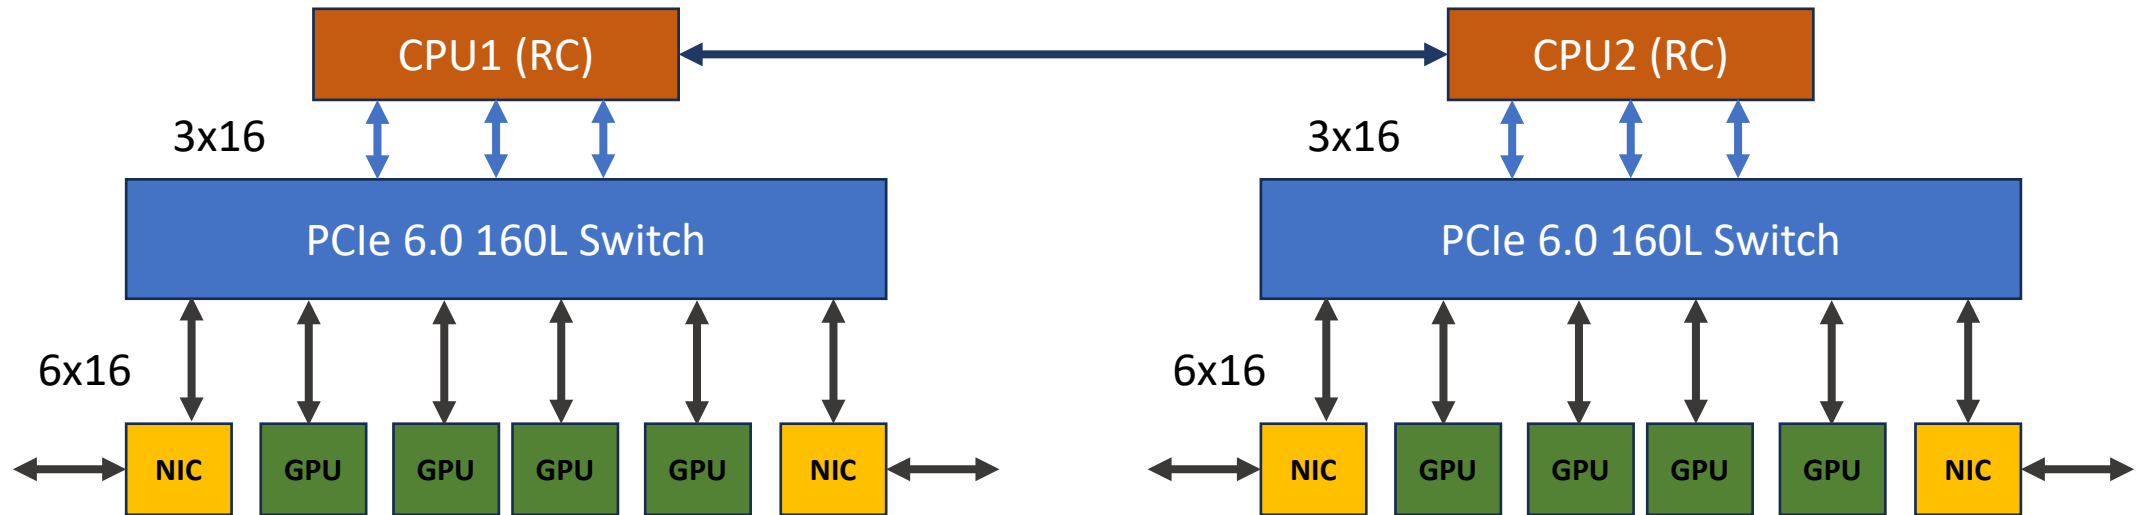 CPU1 (RC)
CPU2 (RC)
3x16
3x16
PCIe 6.0 160L Switch
PCIe 6.0 160L Switch
6x16
6x16
NIC
GPU
GPU
GPU
GPU
NIC
NIC
GPU
GPU
GPU
GPU
NIC